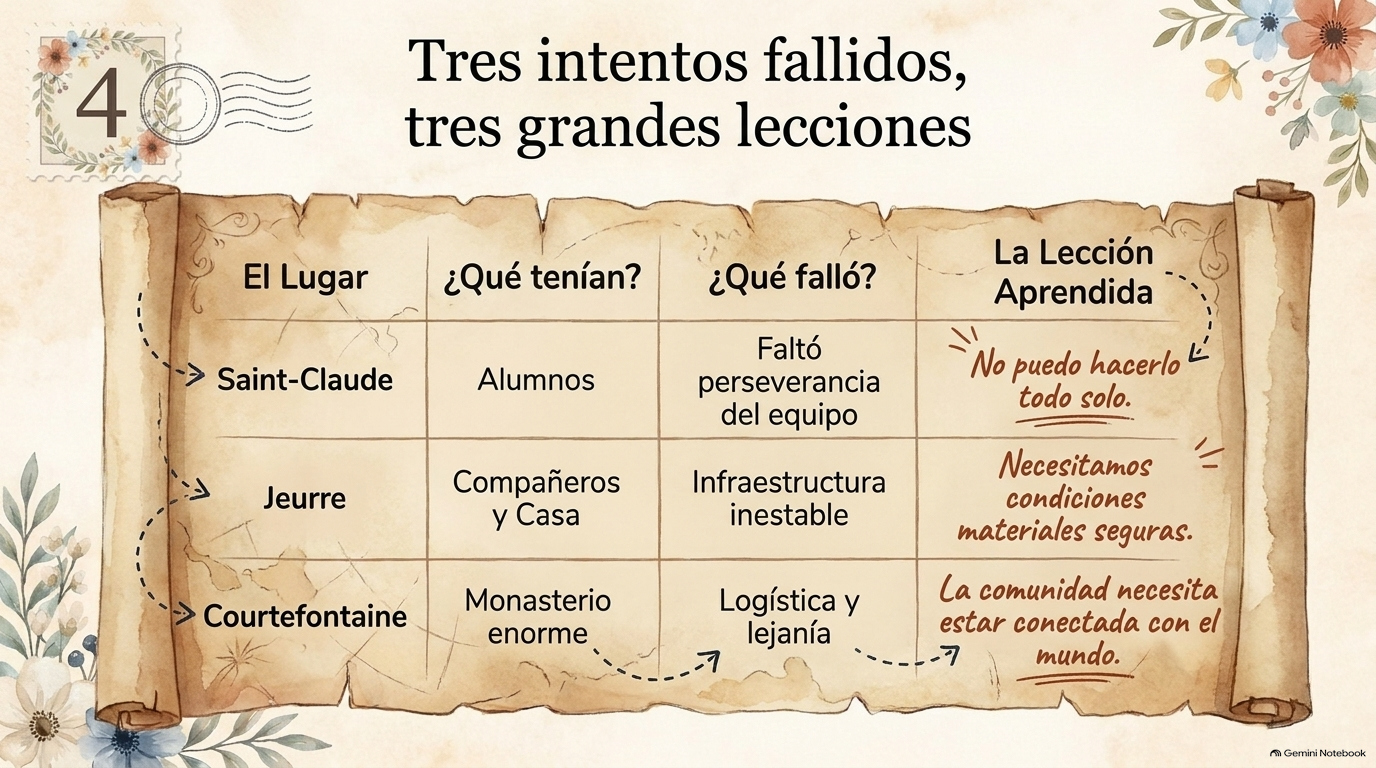 4
Tres intentos fallidos,
tres grandes lecciones
El Lugar
¿Qué tenían?
¿Qué falló?
La Lección
Aprendida
Saint-Claude
Alumnos
Faltó
perseverancia
del equipo
No puedo hacerlo
todo solo.
Jeurre
Compañeros
y Casa
Infraestructura
inestable
Necesitamos
condiciones
materiales seguras.
Courtefontaine
Monasterio
enorme
Logística y
lejanía
La comunidad necesita
estar conectada con el
mundo.
Gemini Notebook